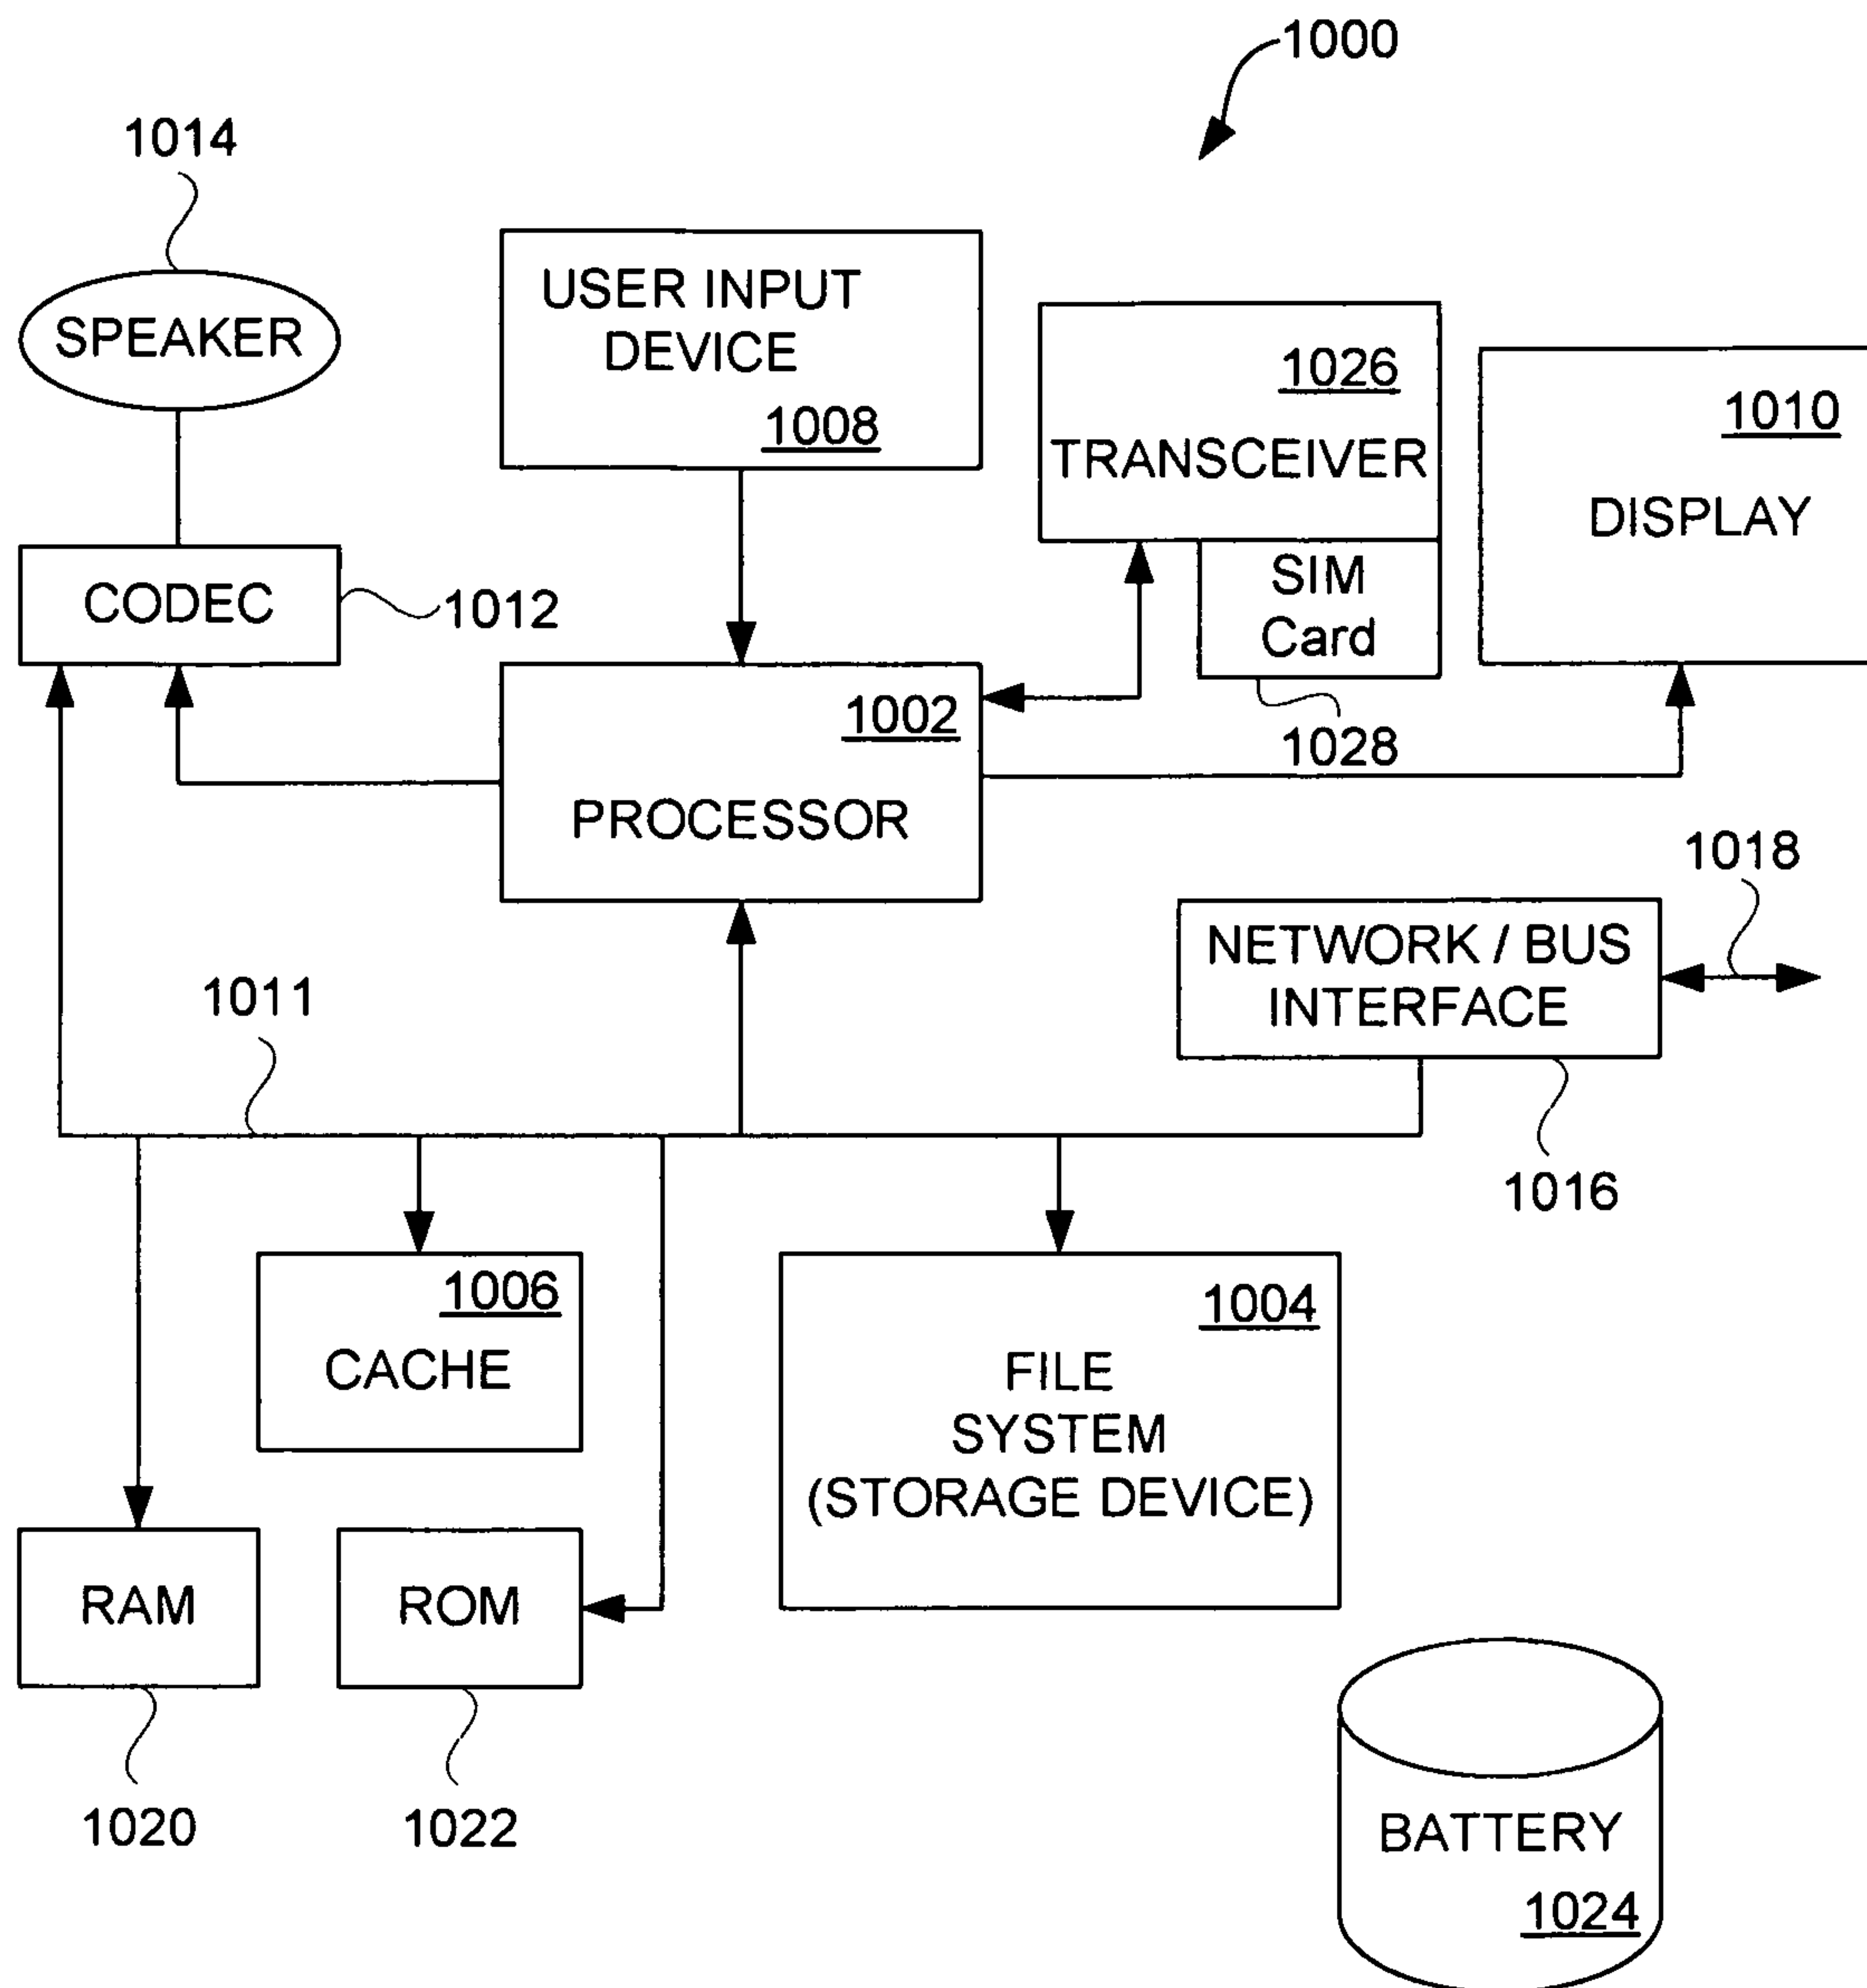 1000
1014
SPEAKER
USER INPUT
DEVICE
1008
1026
TRANSCEIVER
SIM
Card
1028
1010
DISPLAY
CODEC
1012
1002
PROCESSOR
1018
NETWORK / BUS
INTERFACE
1016
1011
1006
CACHE
1004
FILE
SYSTEM
(STORAGE DEVICE)
RAM
1020
ROM
1022
BATTERY
1024